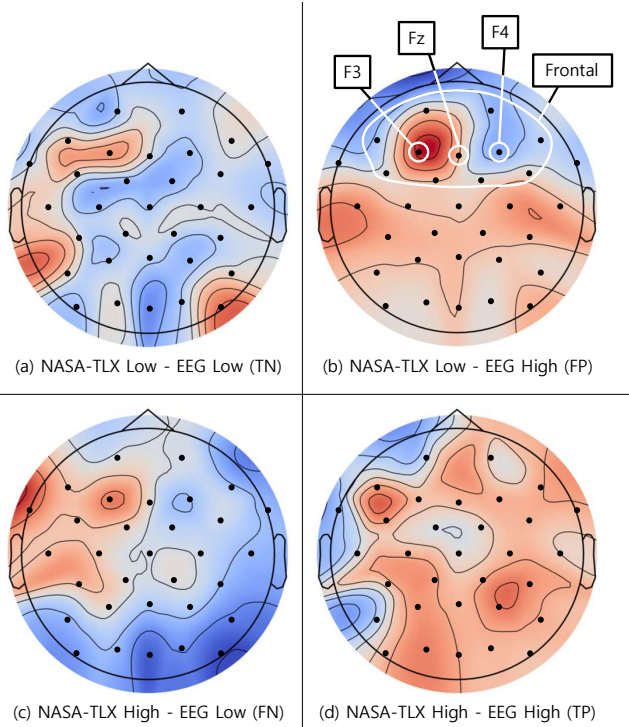 Fz
F4
F3
Frontal
(a) NASA-TLX Low - EEG Low (TN)
(b) NASA-TLX Low - EEG High (FP)
(c) NASA-TLX High - EEG Low (FN)
(d) NASA-TLX High - EEG High (TP)